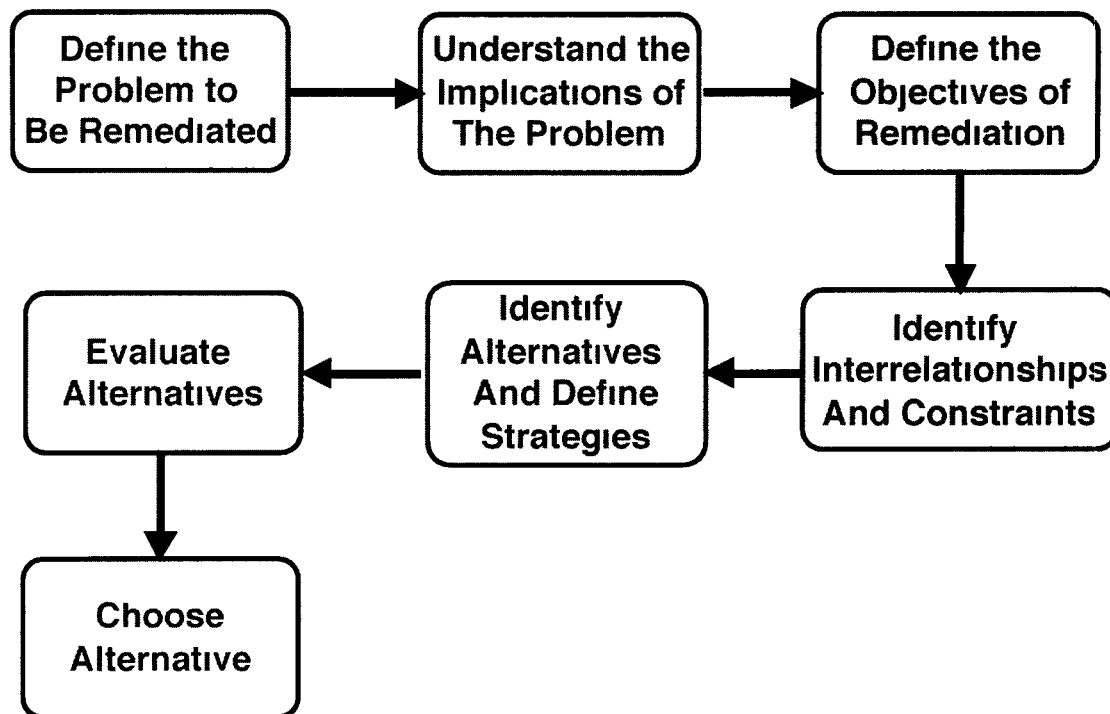 Define the
Problem to
Be Remediated
Understand the
Implications of
The Problem
Define the
Objectives of
Remediation
Identify
Interrelationships
And Constraints
Identify
Alternatives
And Define
Strategies
Evaluate
Alternatives
Choose
Alternative